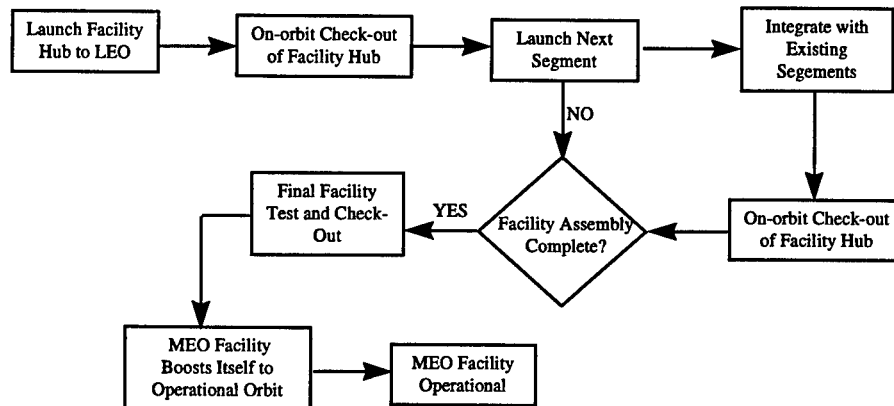 Launch Facility
Hub to LEO
On-orbit Check-out
of Facility Hub
Launch Next
Segment
Integrate with
Existing
Segements
NO
On-orbit Check-out
of Facility Hub
Facility Assembly
Complete?
YES
Final Facility
Test and Check-
Out
MEO Facility
Boosts Itself to
Operational Orbit
MEO Facility
Operational